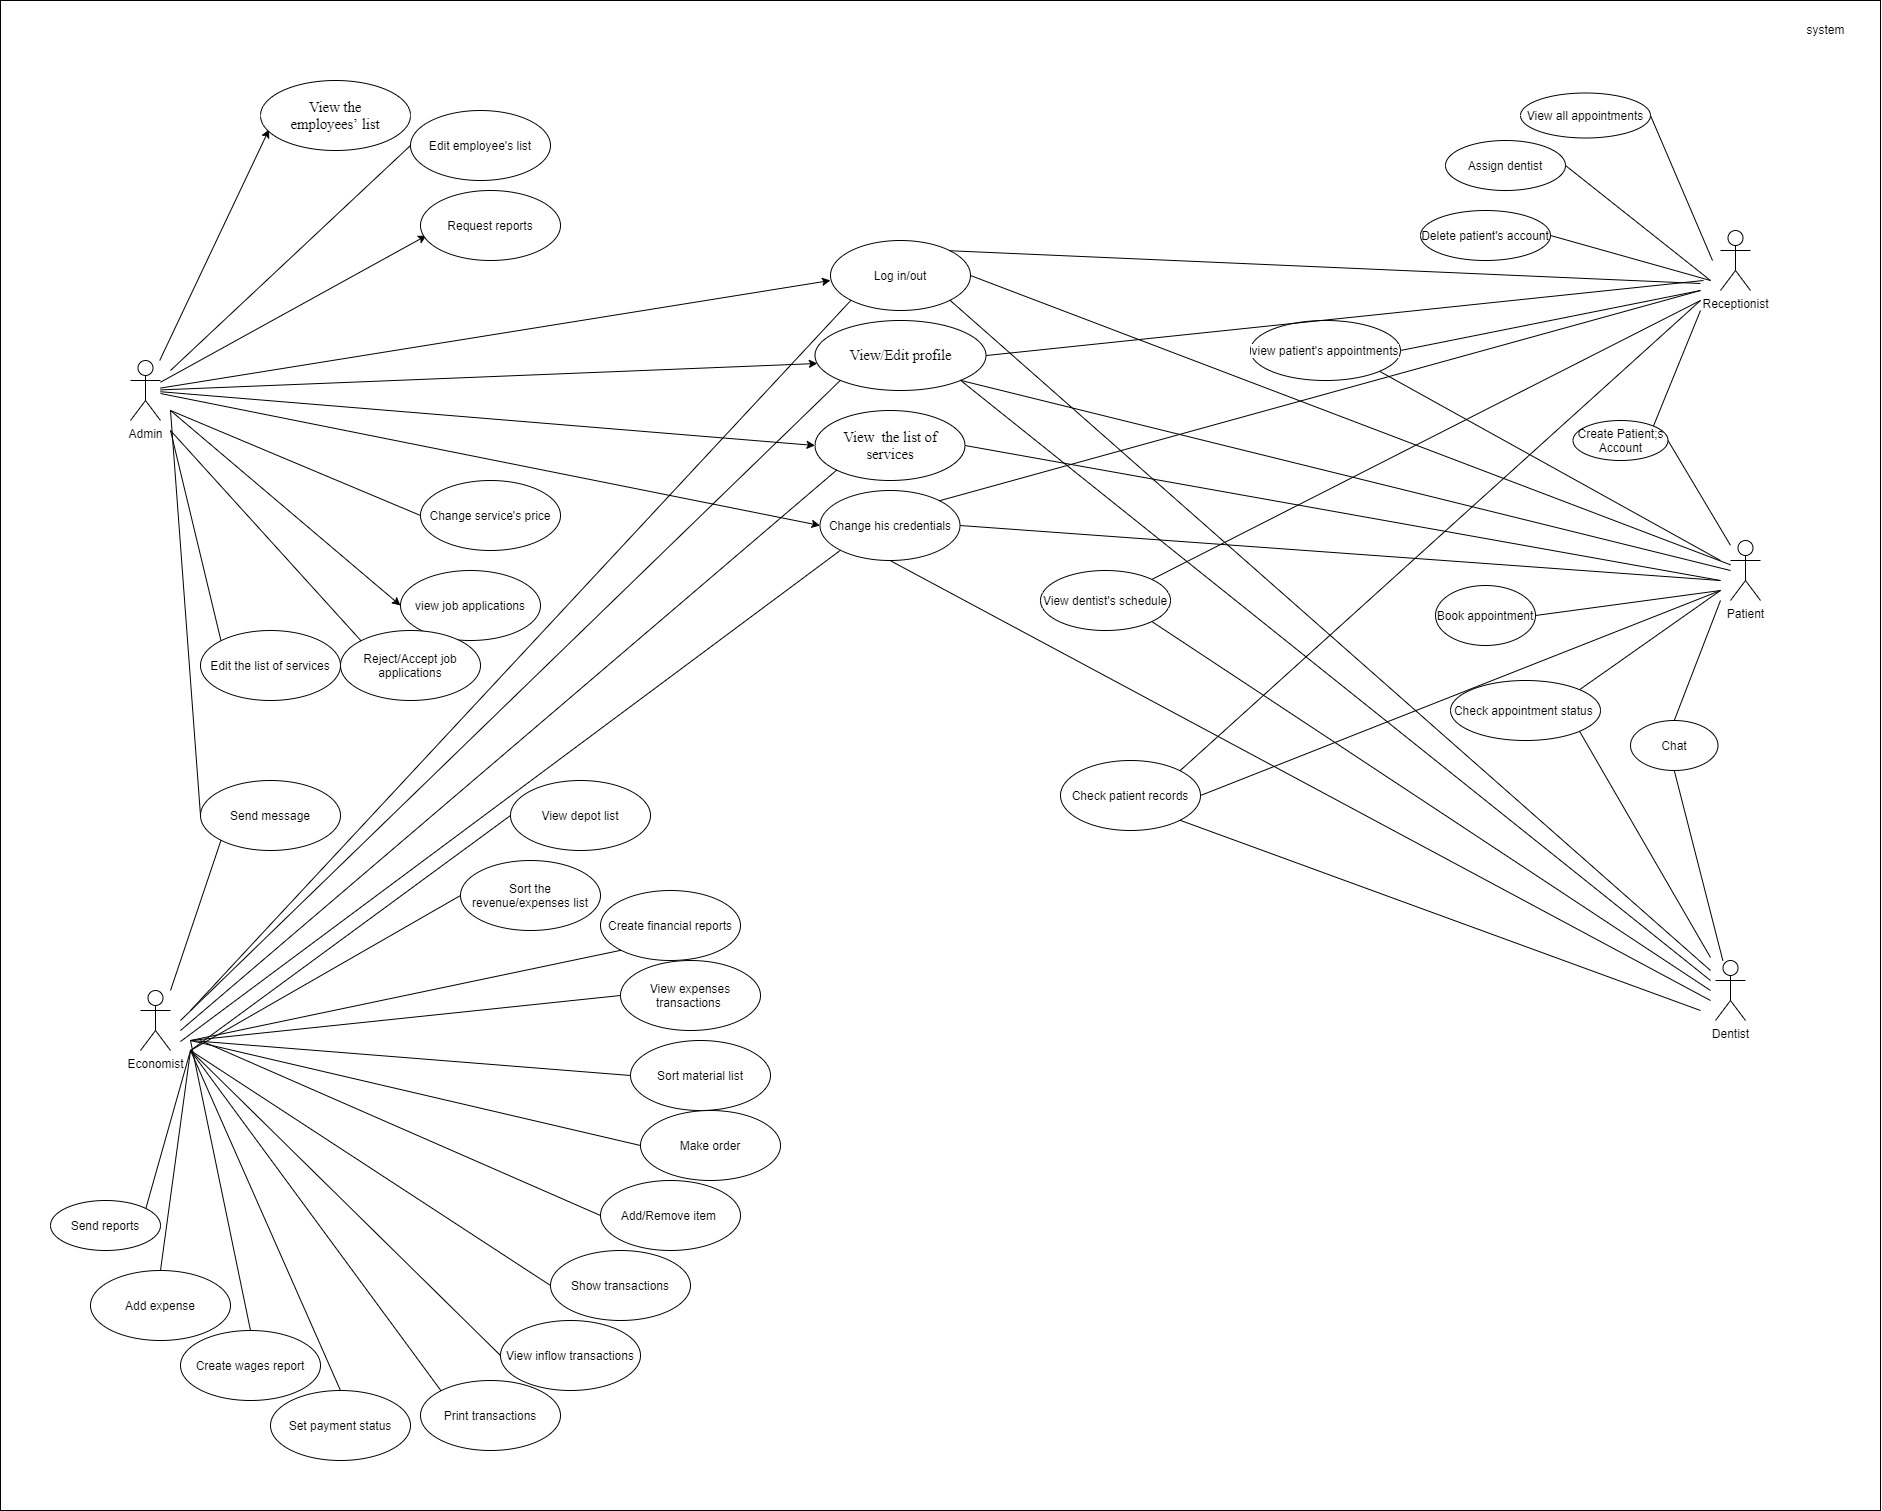 system
View the
employees’ list
Edit employee's list
Request reports
View all appointments
Assign dentist
Delete patient's account
Receptionist
Log in/out
View/Edit profile
View  the list of
services
Change his credentials
view patient's appointments
Create Patient;s
Account
Admin
Change service's price
view job applications
Edit the list of services
Reject/Accept job
applications
View dentist's schedule
Book appointment
Patient
Check appointment status
Chat
Check patient records
Send message
View depot list
Sort the
revenue/expenses list
Create financial reports
View expenses
transactions
Economist
Dentist
Sort material list
Make order
Add/Remove item
Send reports
Show transactions
Add expense
View inflow transactions
Create wages report
Print transactions
Set payment status